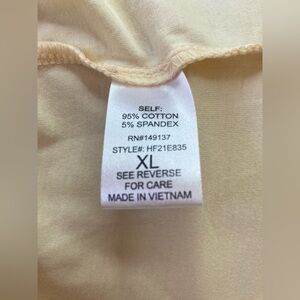 SELF:
95% COTTON
5% SPANDEX
RN#149137
STYLE#: HF21E835
XL
SEE REVERSE
FOR CARE
MADE IN VIETNAM